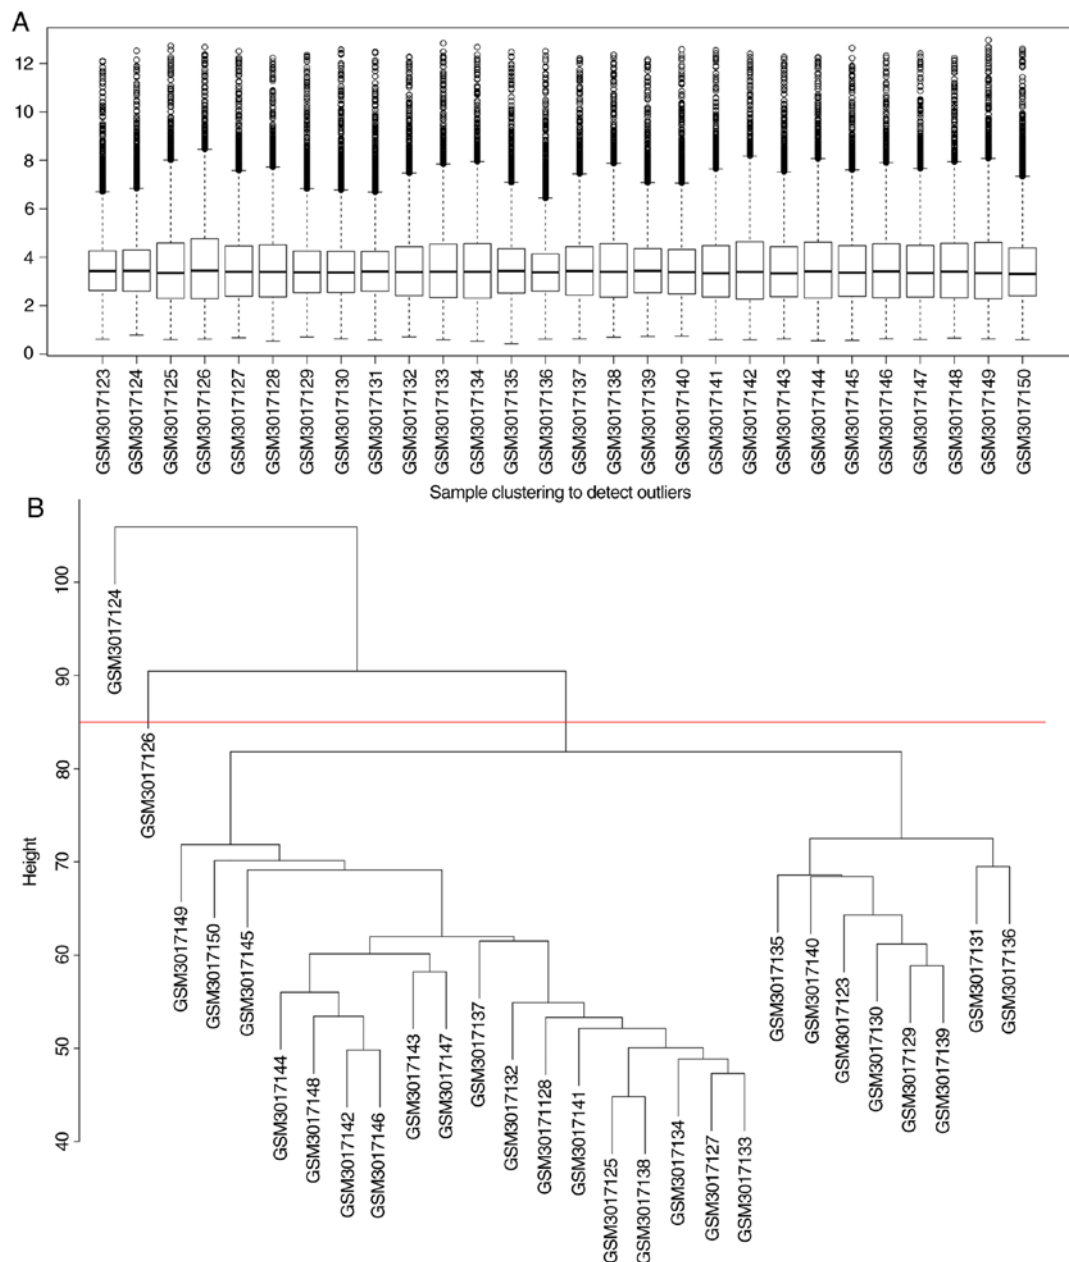 A
12
10
8
6
4
2
0
GSM3017123
GSM3017124
GSM3017125
GSM3017126
GSM3017127
GSM3017128
GSM3017129
GSM3017130
GSM3017131
GSM3017132
GSM3017133
GSM3017134
GSM3017135
GSM3017136
GSM3017137
GSM3017138
GSM3017139
GSM3017140
GSM3017141
GSM3017142
GSM3017143
GSM3017144
GSM3017145
GSM3017146
GSM3017147
GSM3017148
GSM3017149
GSM3017150
Sample clustering to detect outliers
B
Height
100
90
80
70
60
50
40
GSM3017124
GSM3017126
GSM3017149
GSM3017150
GSM3017145
GSM3017144
GSM3017148
GSM3017142
GSM3017146
GSM3017143
GSM3017147
GSM3017137
GSM3017132
GSM30171128
GSM3017141
GSM3017125
GSM3017138
GSM3017134
GSM3017127
GSM3017133
GSM3017135
GSM3017140
GSM3017123
GSM3017130
GSM3017129
GSM3017139
GSM3017131
GSM3017136